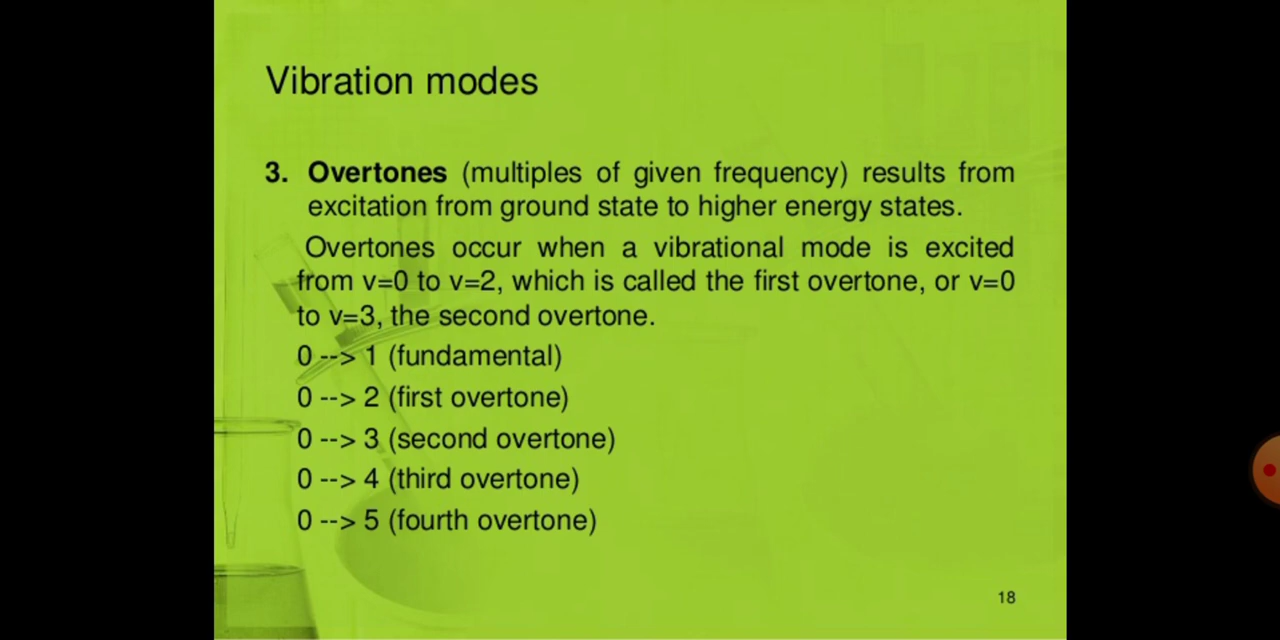 Vibration modes
3. Overtones (multiples of given frequency) results from
excitation from ground state to higher energy states.
Overtones occur when a vibrational mode is excited
from v=0 to v=2, which is called the first overtone, or v=0
to v=3, the second overtone.
0 --> 1 (fundamental)
0 --> 2 (first overtone)
0 --> 3 (second overtone)
0 --> 4 (third overtone)
0 --> 5 (fourth overtone)
18